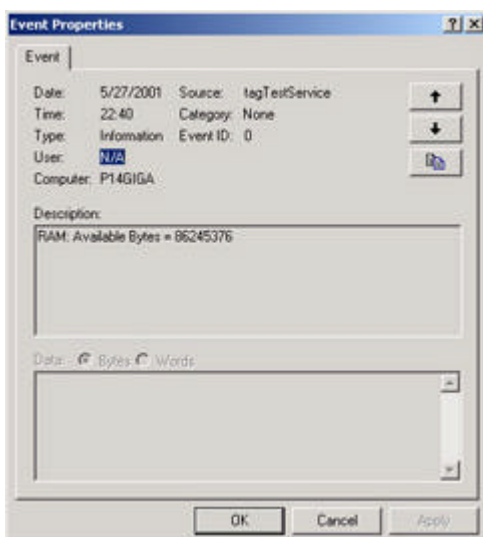 Event Properties
Event
Date: 5/27/2001 Source: tagTestService
Time: 22:40 Category: None
Type: Information Event ID: 0
User: N/A
Computer: P14GIGA
Description:
RAM: Available Bytes = 86245376
Data: Bytes Words
OK Cancel Apply